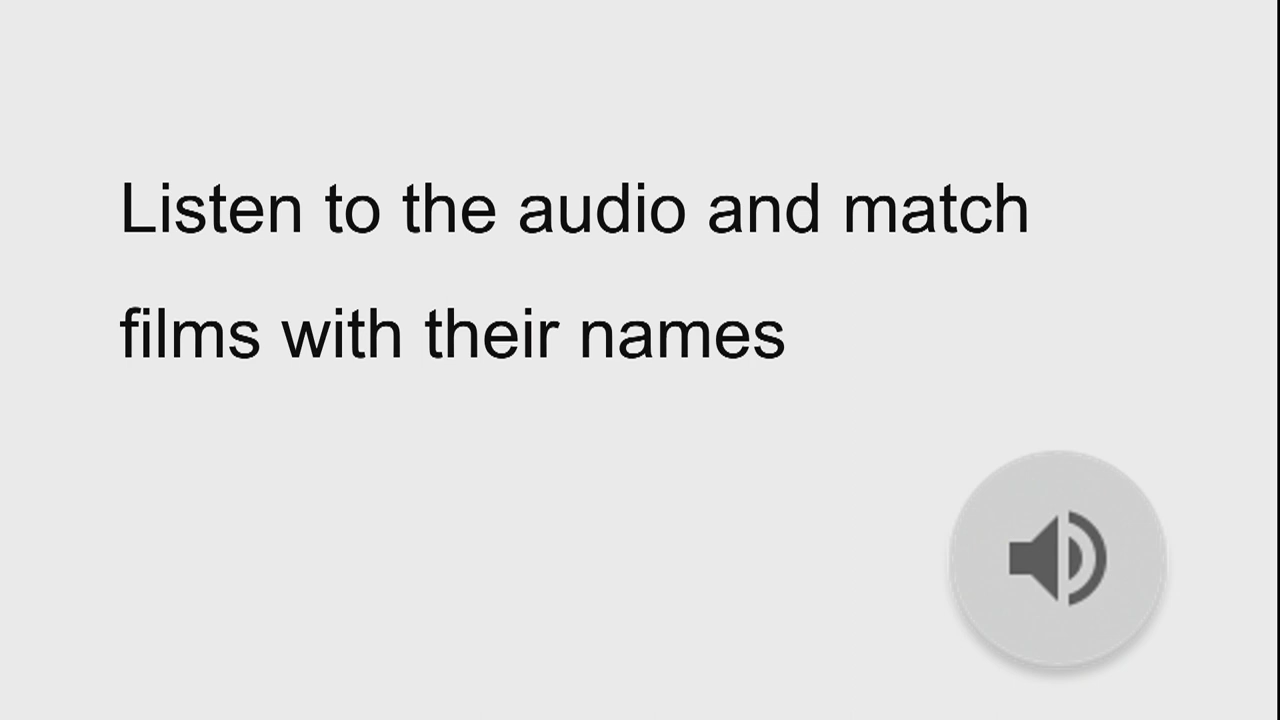 Listen to the audio and match
films with their names